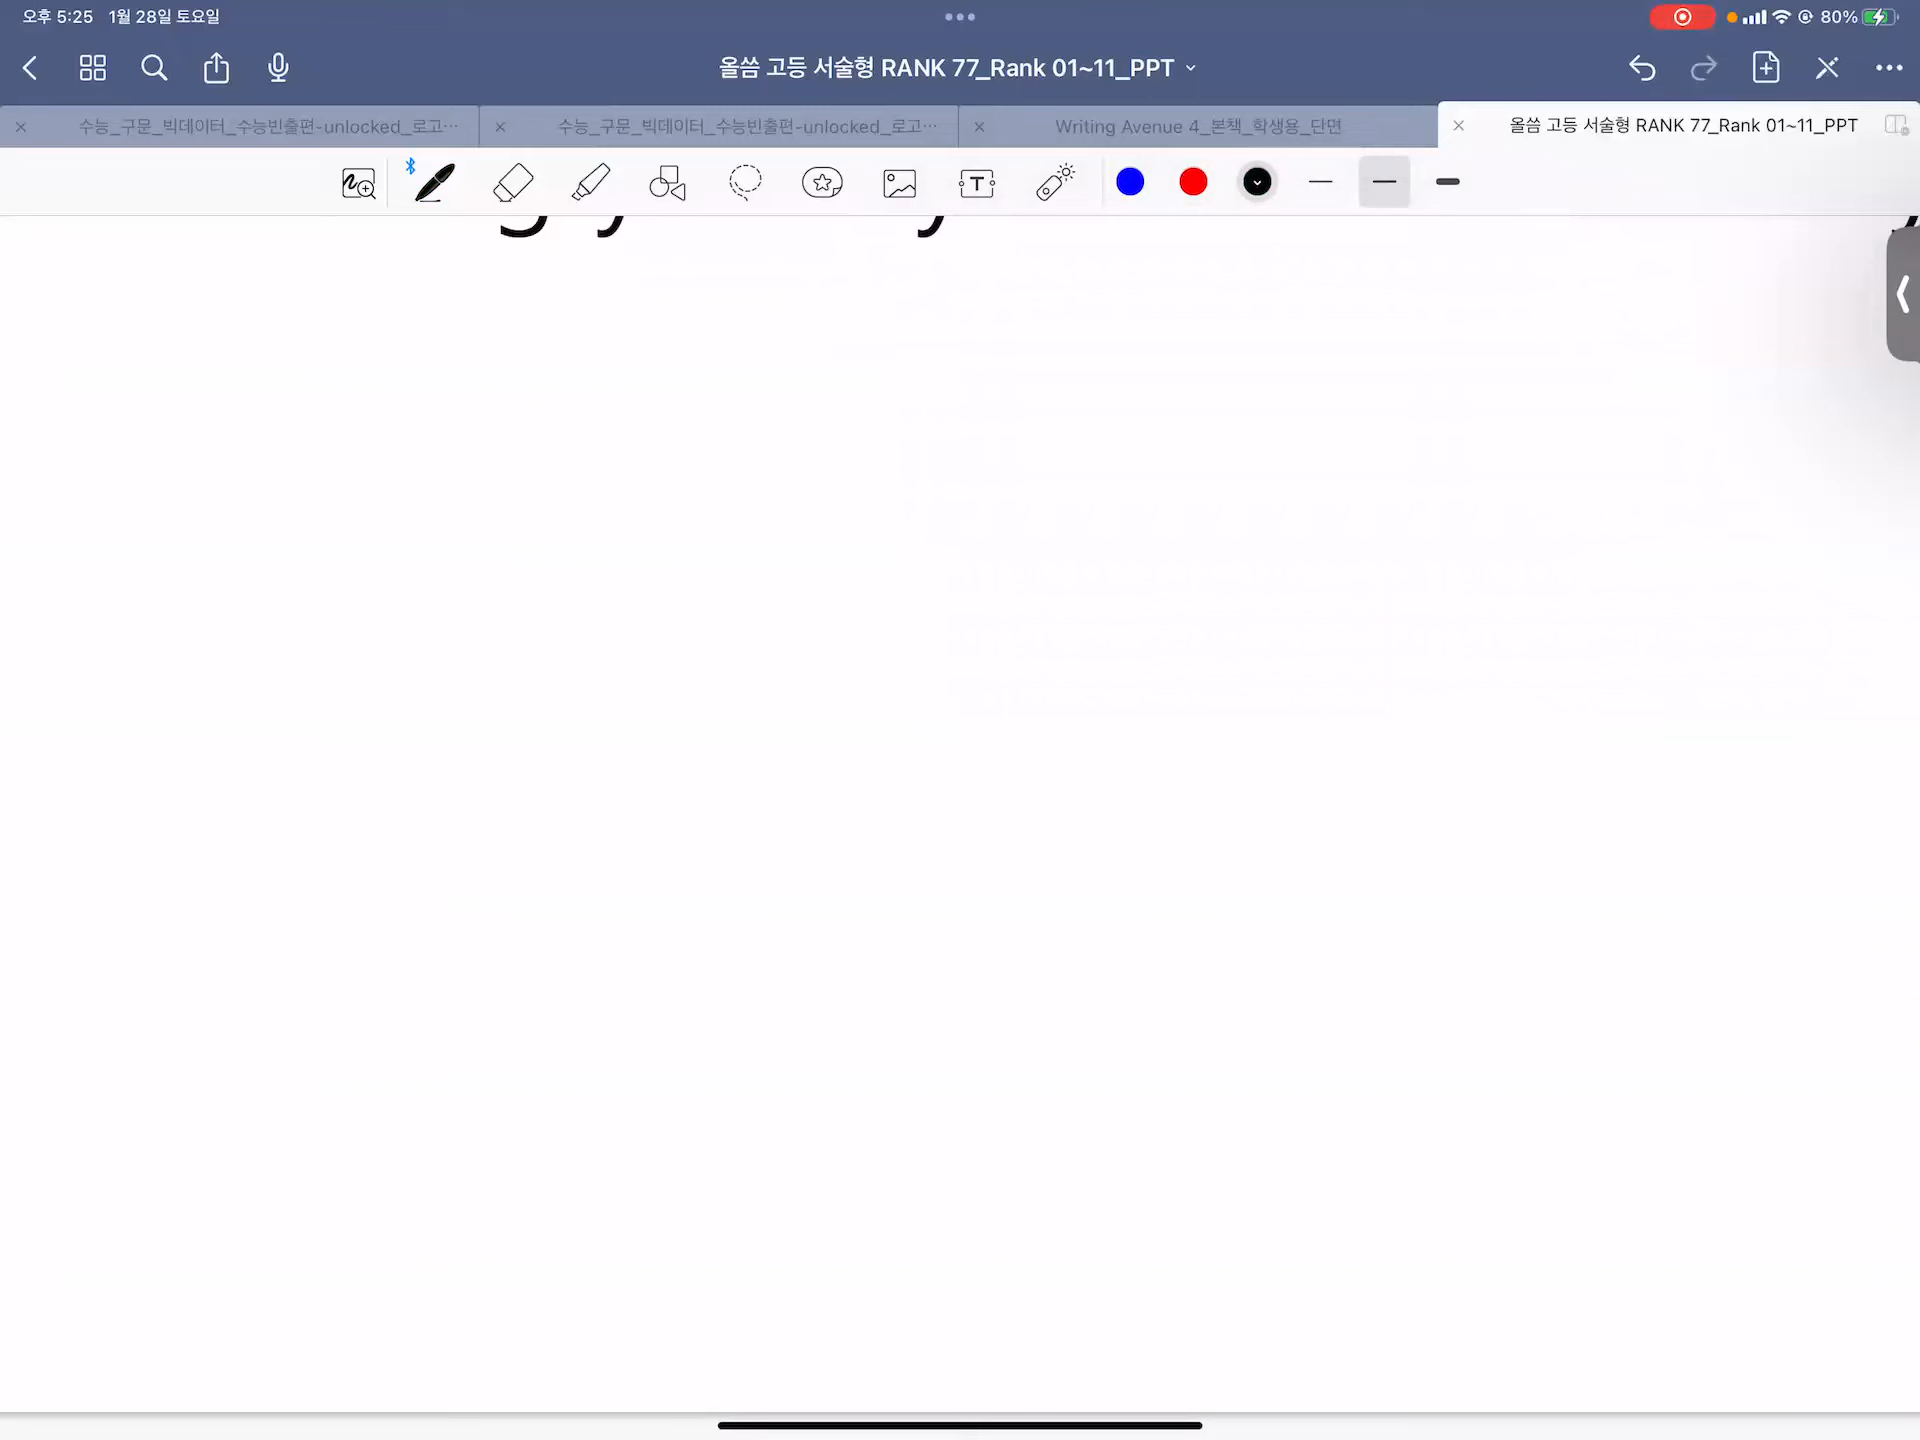 오후 5:25 1월 28일 토요일
80%
올씀 고등 서술형 RANK 77_Rank 01~11_PPT
수능_구문_빅데이터_수능빈출편-unlocked_로고…
수능_구문_빅데이터_수능빈출편-unlocked_로고…
Writing Avenue 4_본책_학생용_단면
올씀 고등 서술형 RANK 77_Rank 01~11_PPT
T